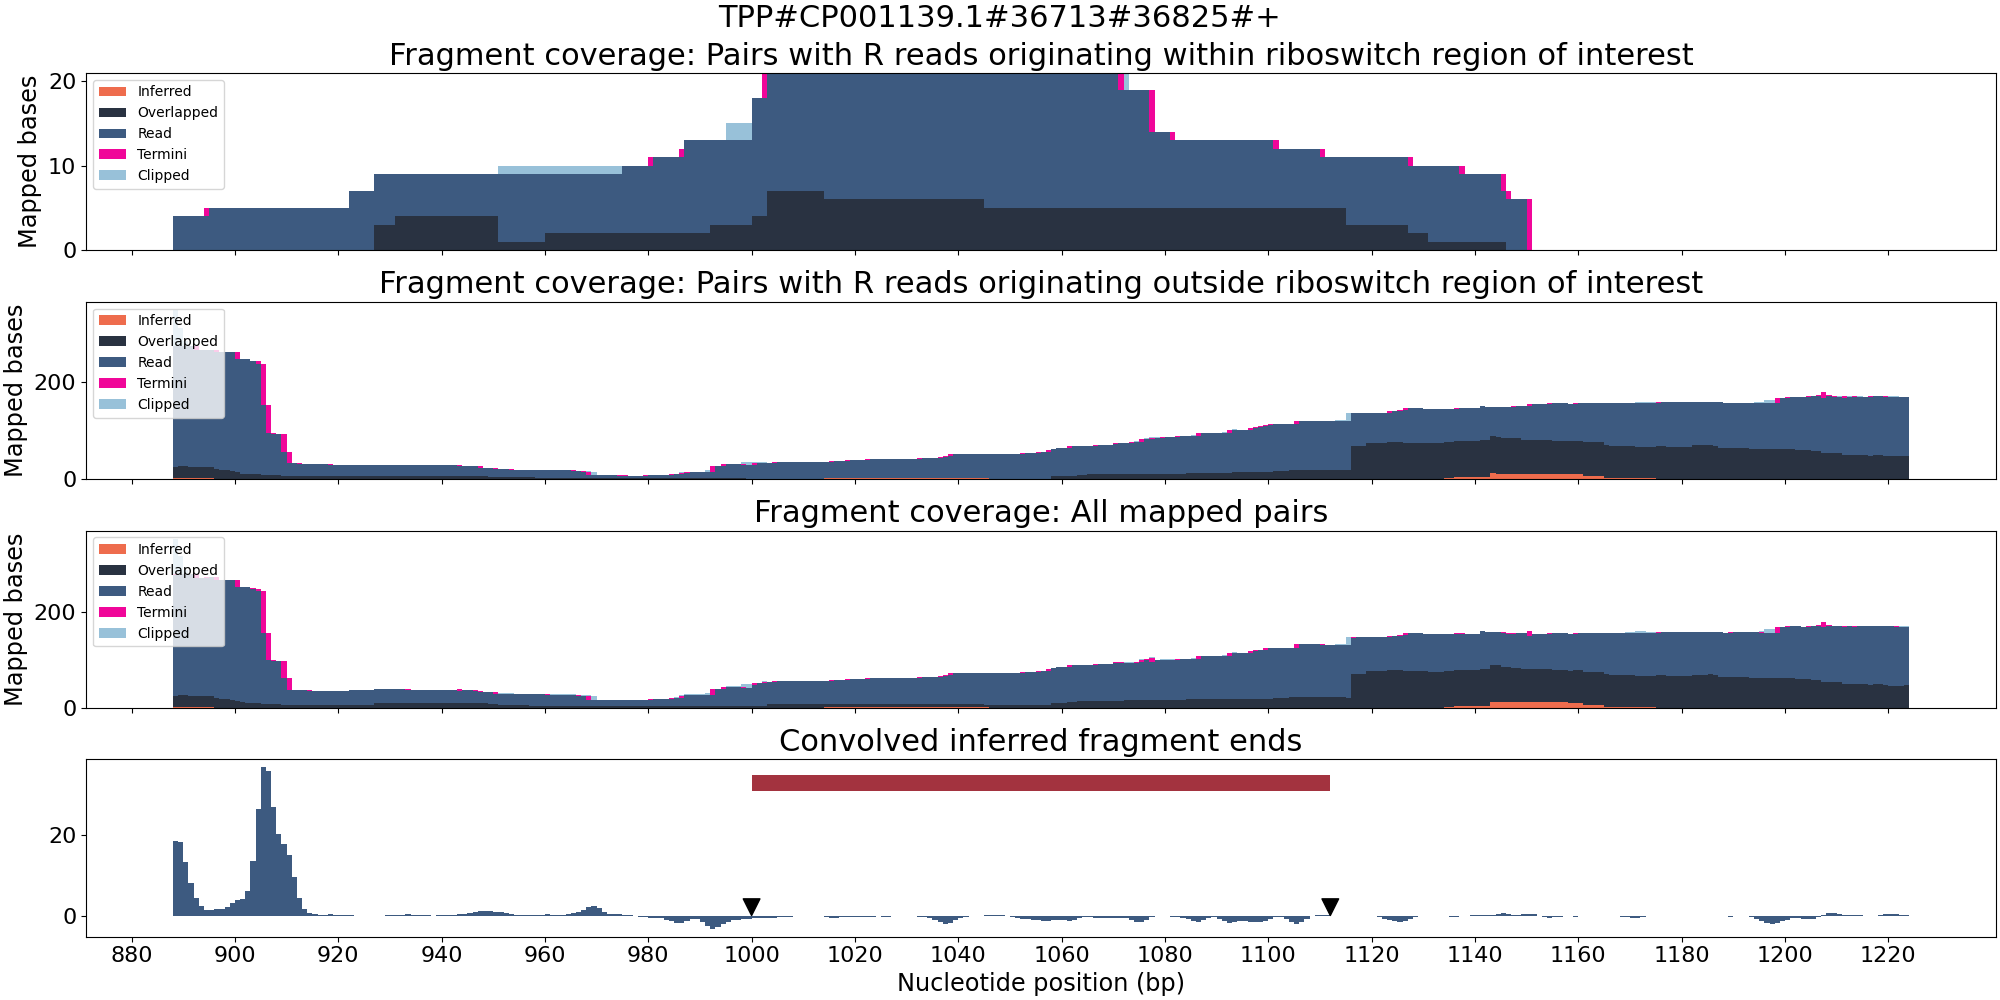 TPP#CP001139.1#36713#36825#+
Fragment coverage: Pairs with R reads originating within riboswitch region of interest
Mapped bases
20
10
0
Inferred
Overlapped
Read
Termini
Clipped
Fragment coverage: Pairs with R reads originating outside riboswitch region of interest
Mapped bases
200
0
Inferred
Overlapped
Read
Termini
Clipped
Fragment coverage: All mapped pairs
Mapped bases
200
0
Inferred
Overlapped
Read
Termini
Clipped
Convolved inferred fragment ends
20
0
880 900 920 940 960 980 1000 1020 1040 1060 1080 1100 1120 1140 1160 1180 1200 1220
Nucleotide position (bp)